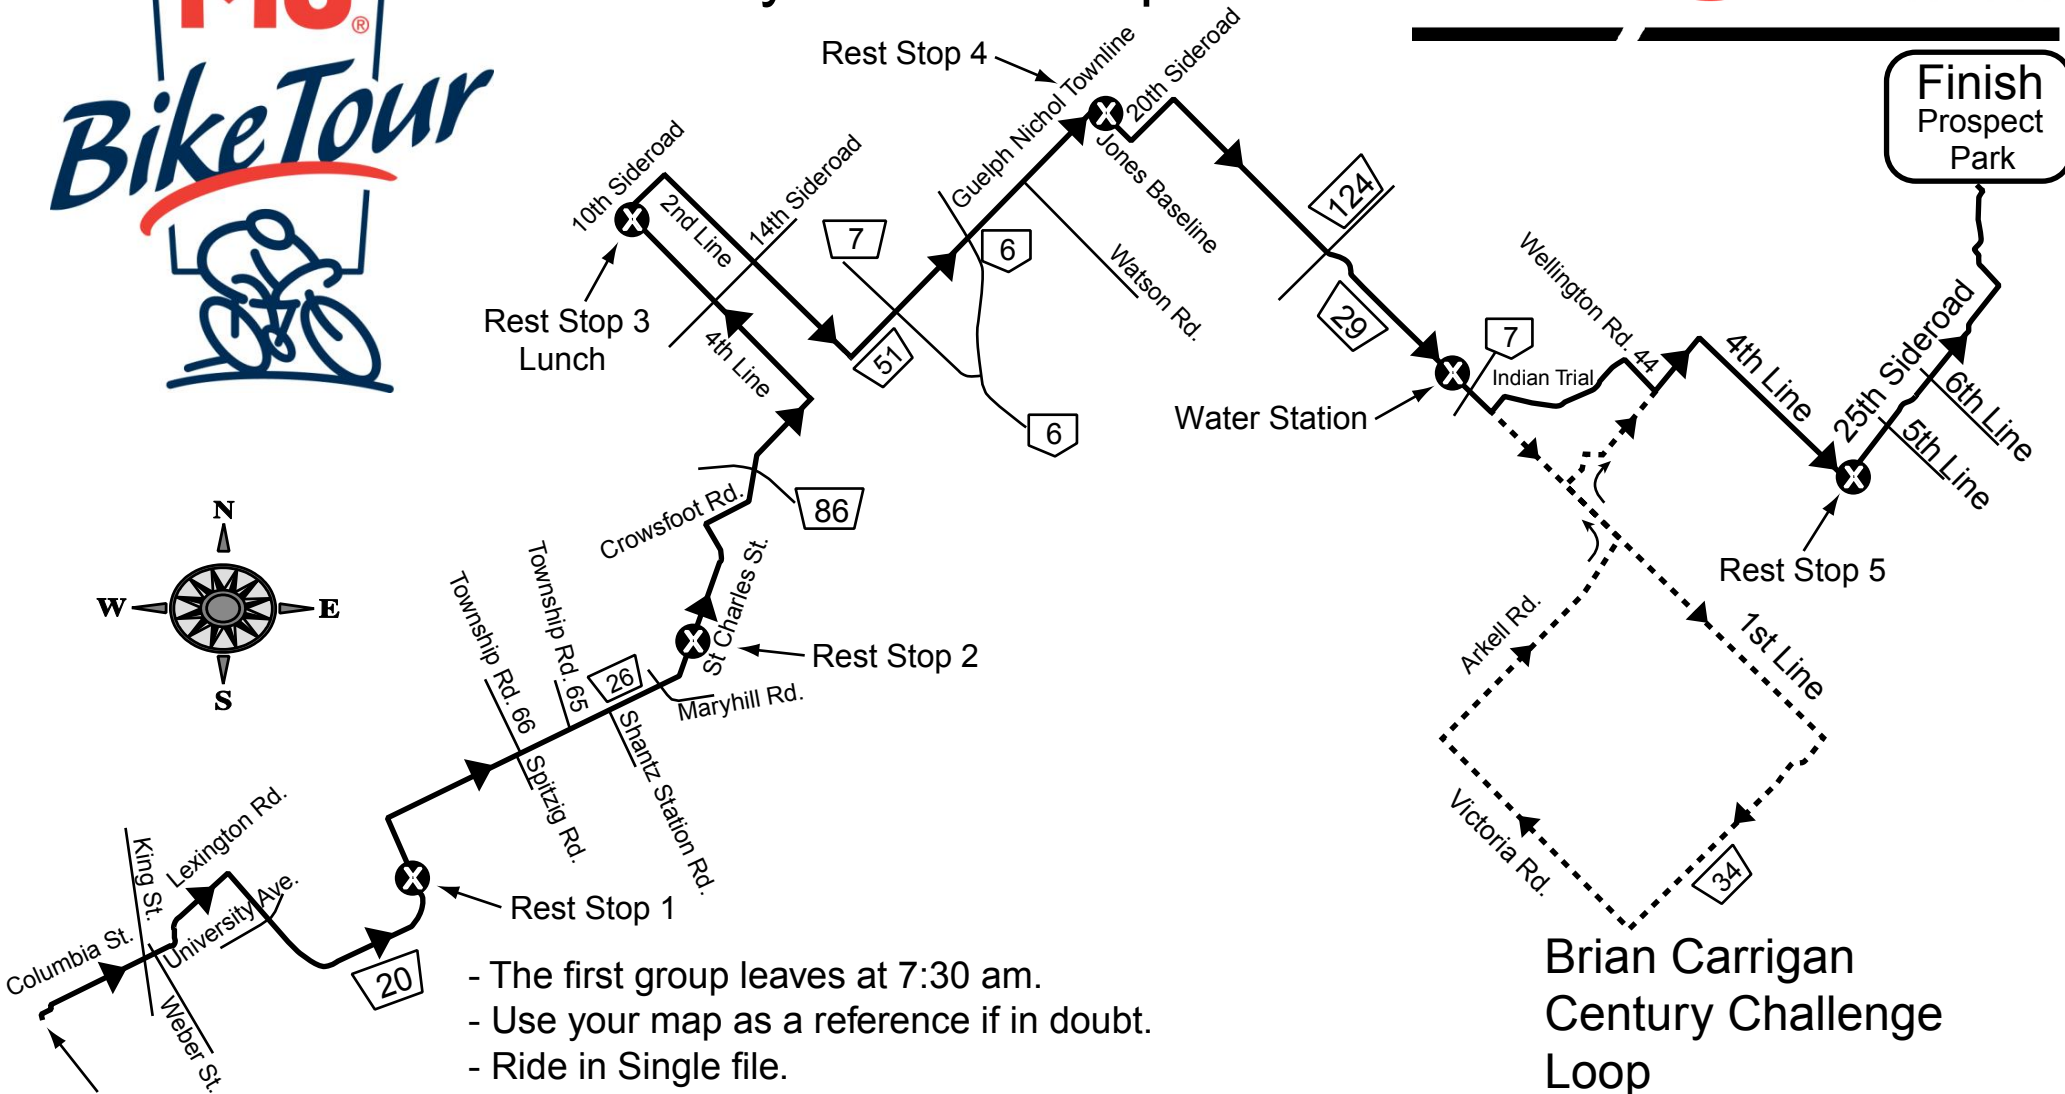 MS®
Bike Tour
Rest Stop 4
Guelph Nichol Townline
20th Sideroad
Jones Baseline
Finish
Prospect
Park
10th Sideroad
2nd Line
14th Sideroad
7
6
Watson Rd.
124
29
Rest Stop 3
Lunch
4th Line
51
6
Wellington Rd. 44
7
Indian Trial
Water Station
4th Line
25th Sideroad
6th Line
5th Line
Rest Stop 5
86
Crowsfoot Rd.
N
W
E
S
Township Rd. 66
Township Rd. 65
26
St Charles St.
Rest Stop 2
Maryhill Rd.
Spitzig Rd.
Shantz Station Rd.
Arkell Rd.
1st Line
Victoria Rd.
34
King St.
Lexington Rd.
University Ave.
Columbia St.
Weber St.
20
Rest Stop 1
- The first group leaves at 7:30 am.
- Use your map as a reference if in doubt.
- Ride in Single file.
Brian Carrigan
Century Challenge
Loop